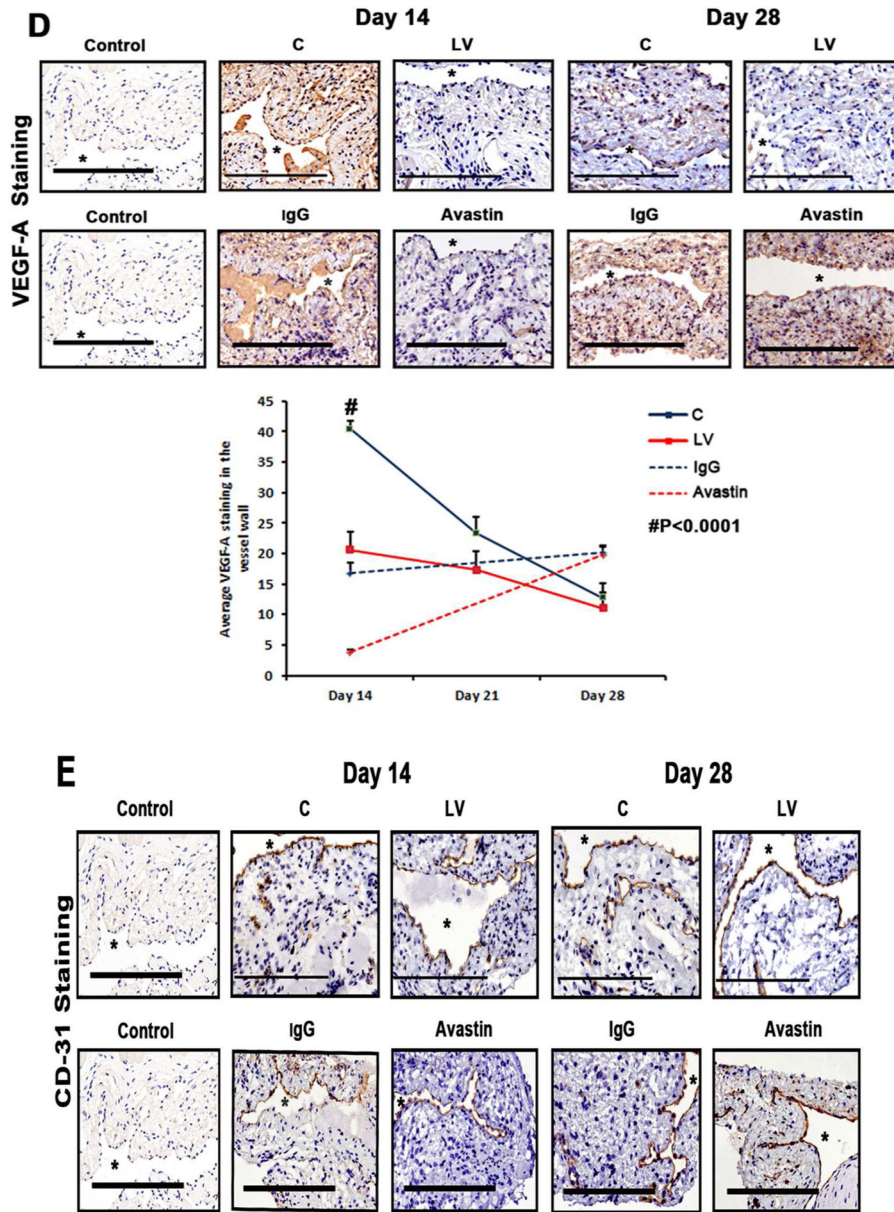 D
Day 14 Day 28
Control C LV C LV
*
*
*
*
*
VEGF-A Staining
Control IgG Avastin IgG Avastin
*
*
*
*
*
45
40
35
30
25
20
15
10
5
0
Average VEGF-A staining in the
vessel wall
#
Day 14 Day 21 Day 28
C
LV
IgG
Avastin
#P<0.0001
E
Day 14 Day 28
Control C LV C LV
*
*
*
*
*
CD-31 Staining
Control IgG Avastin IgG Avastin
*
*
*
*
*